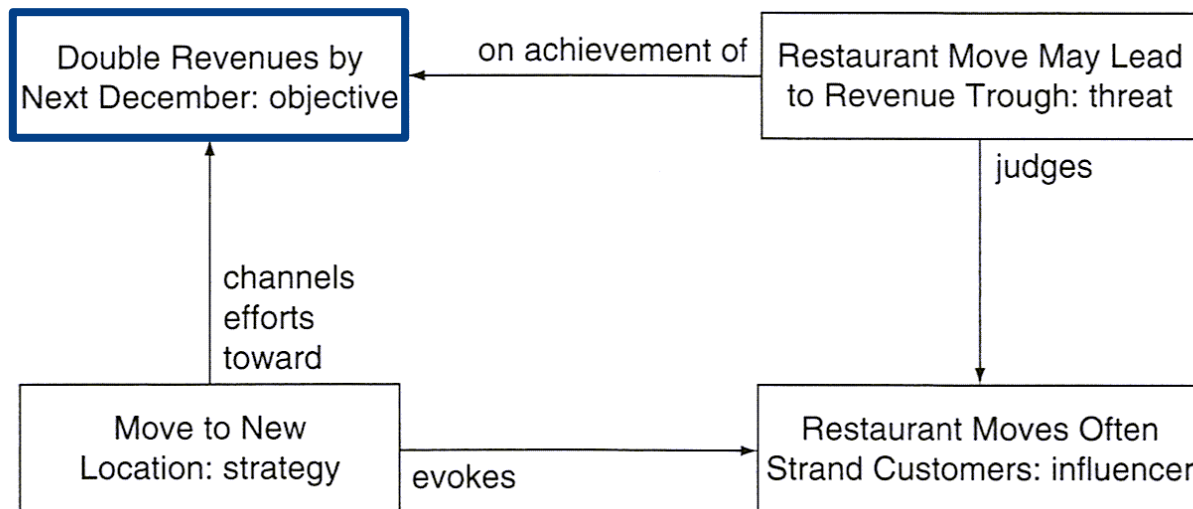 Double Revenues by
Next December: objective
on achievement of
Restaurant Move May Lead
to Revenue Trough: threat
judges
channels
efforts
toward
Move to New
Location: strategy
evokes
Restaurant Moves Often
Strand Customers: influencer